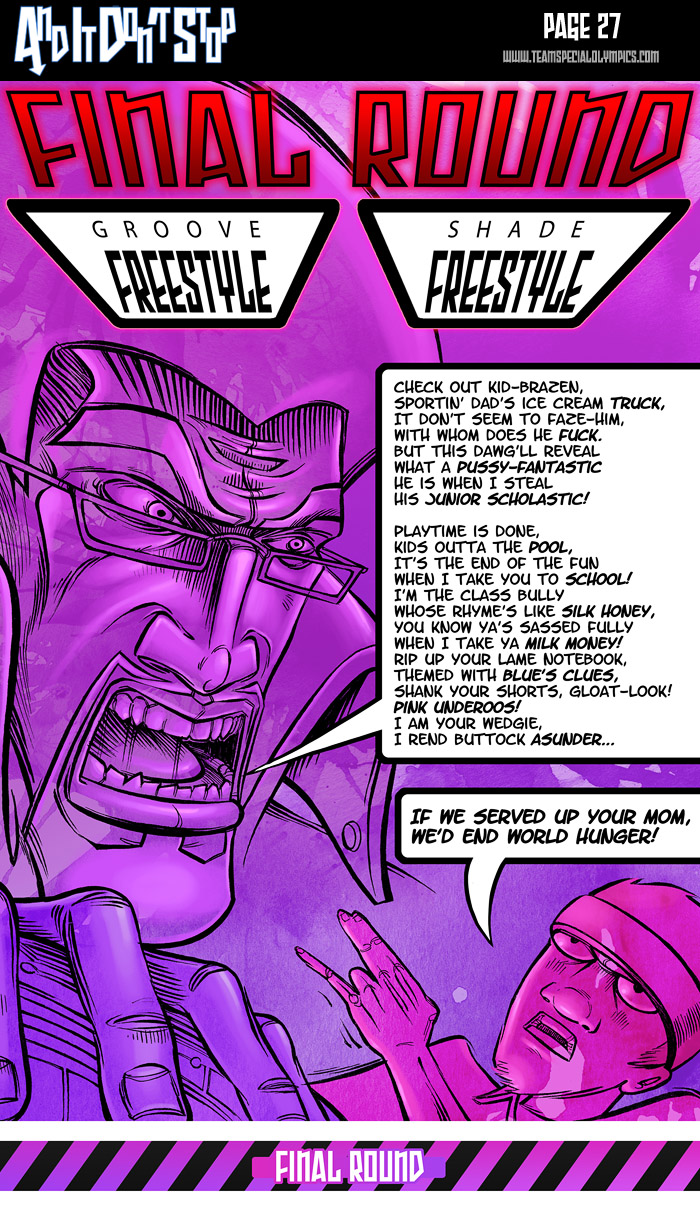 AND IT DON'T STOP
PAGE 27
WWW.TEAMSPECIALOLYMPICS.COM
FINAL ROUND
GROOVE
FREESTYLE
SHADE
FREESTYLE
CHECK OUT KID-BRAZEN,
SPORTIN' DAD'S ICE CREAM TRUCK,
IT DON'T SEEM TO FAZE-HIM,
WITH WHOM DOES HE FUCK.
BUT THIS DAWG'LL REVEAL
WHAT A PUSSY-FANTASTIC
HE IS WHEN I STEAL
HIS JUNIOR SCHOLASTIC!
PLAYTIME IS DONE,
KIDS OUTTA THE POOL,
IT'S THE END OF THE FUN
WHEN I TAKE YOU TO SCHOOL!
I'M THE CLASS BULLY
WHOSE RHYME'S LIKE SILK HONEY,
YOU KNOW YA'S SASSED FULLY
WHEN I TAKE YA MILK MONEY!
RIP UP YOUR LAME NOTEBOOK,
THEMED WITH BLUE'S CLUES,
SHANK YOUR SHORTS, GLOAT-LOOK!
PINK UNDEROOS!
I AM YOUR WEDGIE,
I REND BUTTOCK ASUNDER...
IF WE SERVED UP YOUR MOM,
WE'D END WORLD HUNGER!
FINAL ROUND